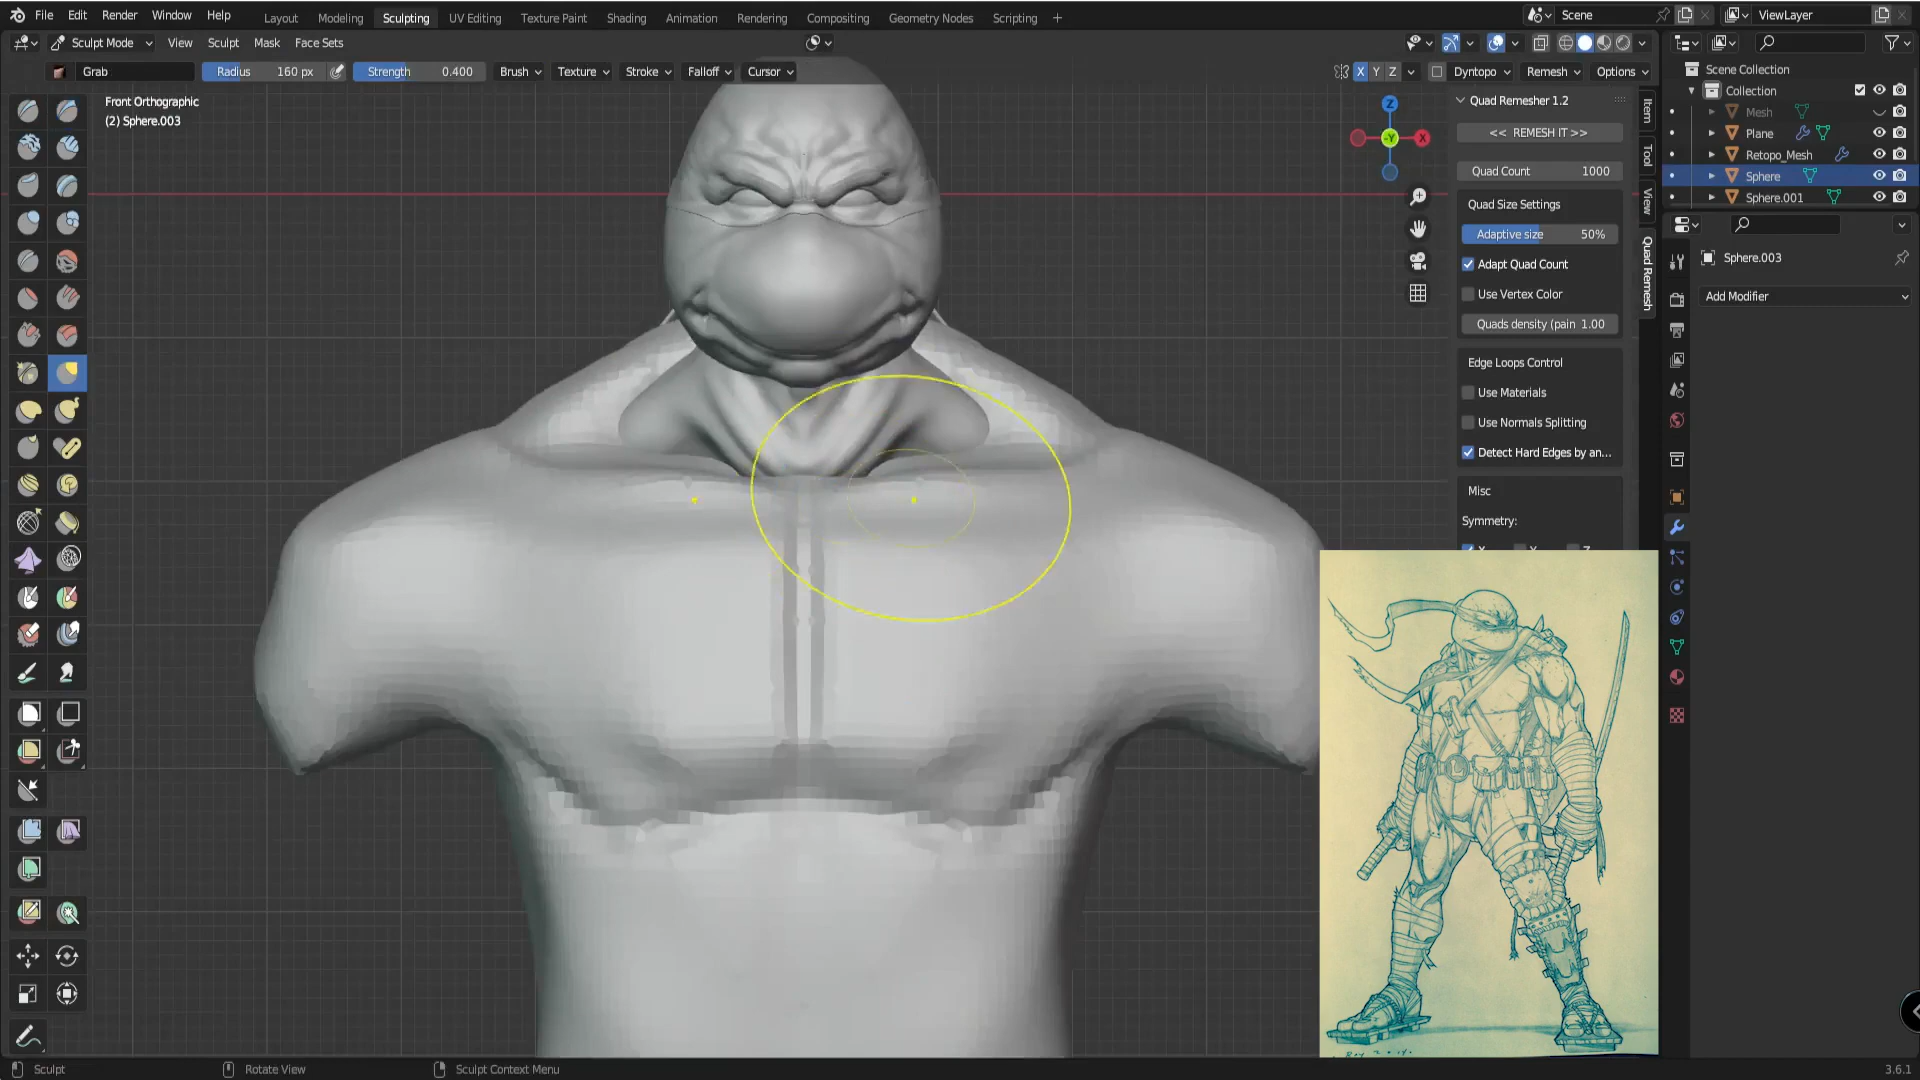 File Edit Render Window Help Layout Modeling Sculpting UV Editing Texture Paint Shading Animation Rendering Compositing Geometry Nodes Scripting + Scene ViewLayer
Sculpt Mode View Sculpt Mask Face Sets
Grab Radius 160 px Strength 0.400 Brush Texture Stroke Falloff Cursor X Y Z Dyntopo Remesh Options
Front Orthographic
(2) Sphere.003
Z
-Y
X
Quad Remesher 1.2
<< REMESH IT >>
Quad Count 1000
Quad Size Settings
Adaptive size 50%
Adapt Quad Count
Use Vertex Color
Quads density (pain 1.00
Edge Loops Control
Use Materials
Use Normals Splitting
Detect Hard Edges by an...
Misc
Symmetry:
Item
Tool
View
Quad Remesh
Scene Collection
Collection
Mesh
Plane
Retopo_Mesh
Sphere
Sphere.001
Sphere.003
Add Modifier
Sculpt Rotate View Sculpt Context Menu 3.6.1